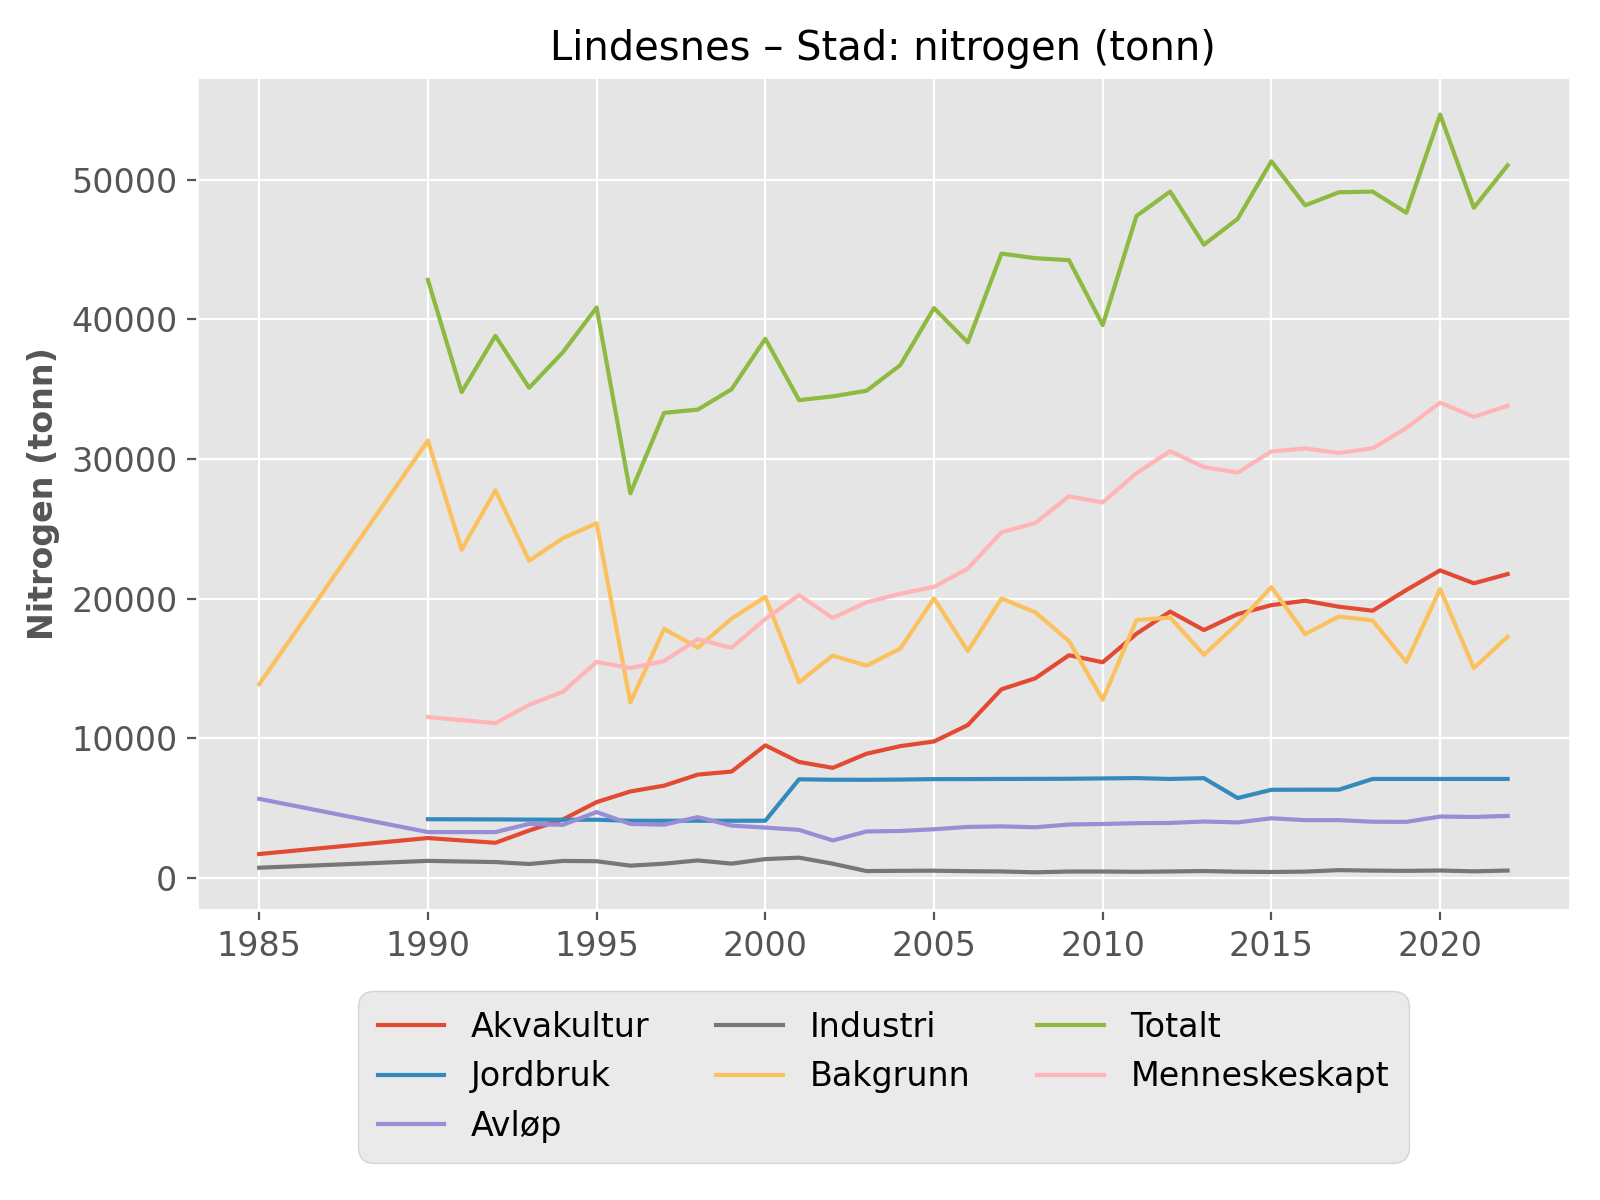 Lindesnes – Stad: nitrogen (tonn)
Nitrogen (tonn)
50000
40000
30000
20000
10000
0
1985 1990 1995 2000 2005 2010 2015 2020
Akvakultur Industri Totalt
Jordbruk Bakgrunn Menneskeskapt
Avløp